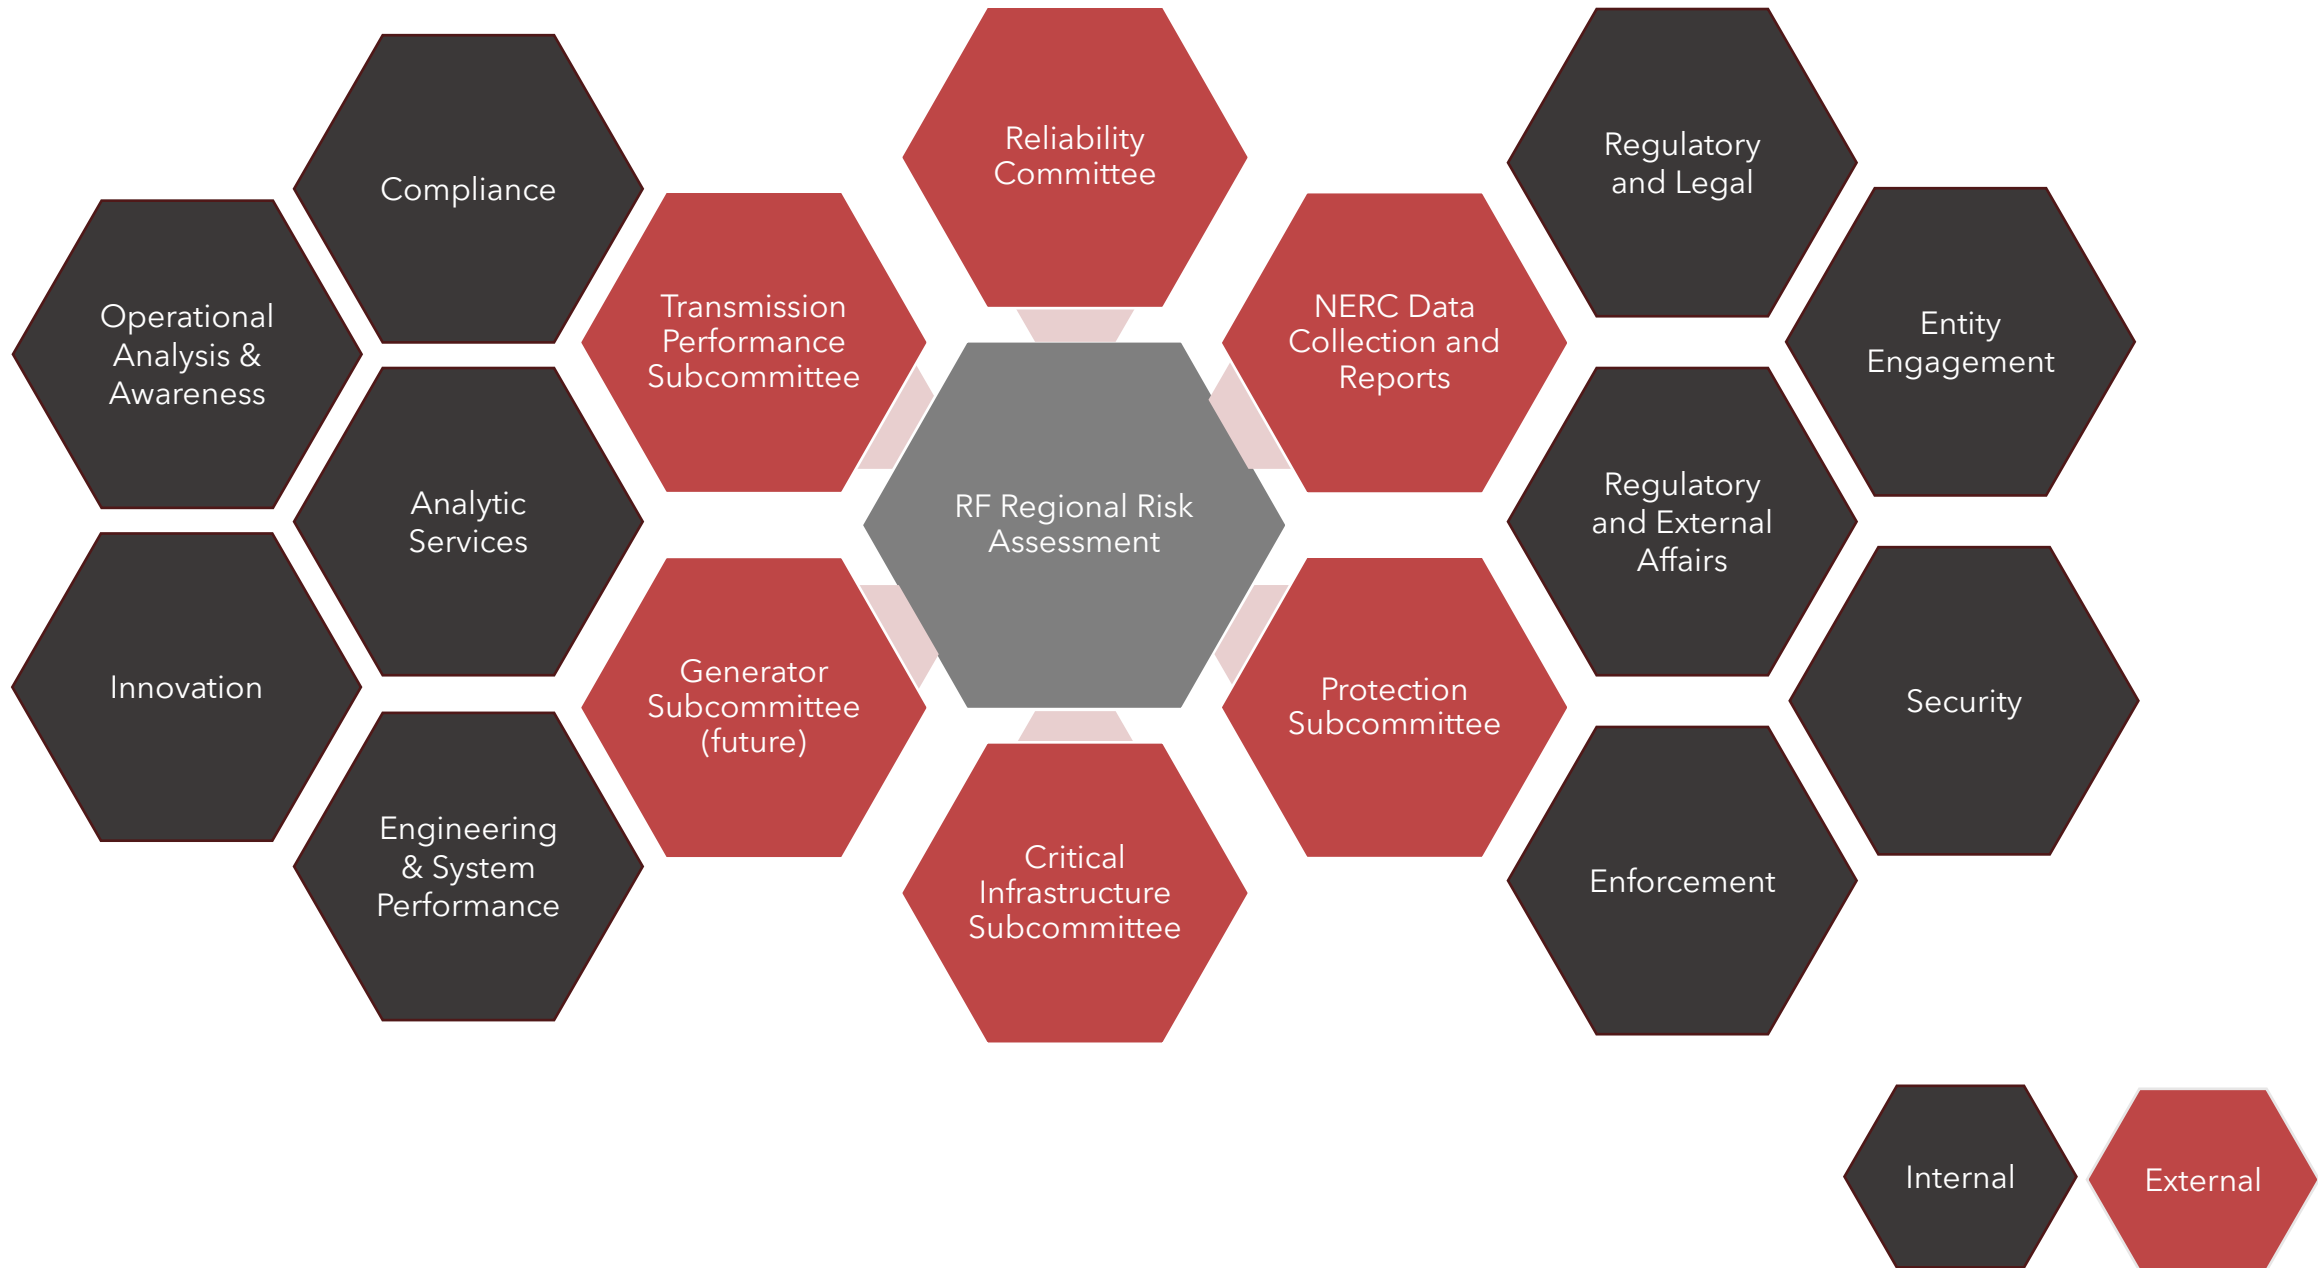 Compliance
Operational
Analysis &
Awareness
Analytic
Services
Innovation
Engineering
& System
Performance
Transmission
Performance
Subcommittee
Generator
Subcommittee
(future)
Reliability
Committee
RF Regional Risk
Assessment
Critical
Infrastructure
Subcommittee
NERC Data
Collection and
Reports
Protection
Subcommittee
Regulatory
and Legal
Entity
Engagement
Regulatory
and External
Affairs
Security
Enforcement
Internal
External